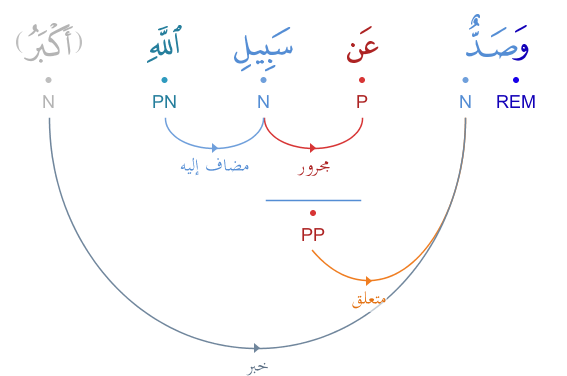 وَصَدٌّ عَن سَبِيلِ ٱللَّهِ (أَكْبَرُ)
REM N P N PN N
مجرور مضاف إليه
PP
متعلق
خبر